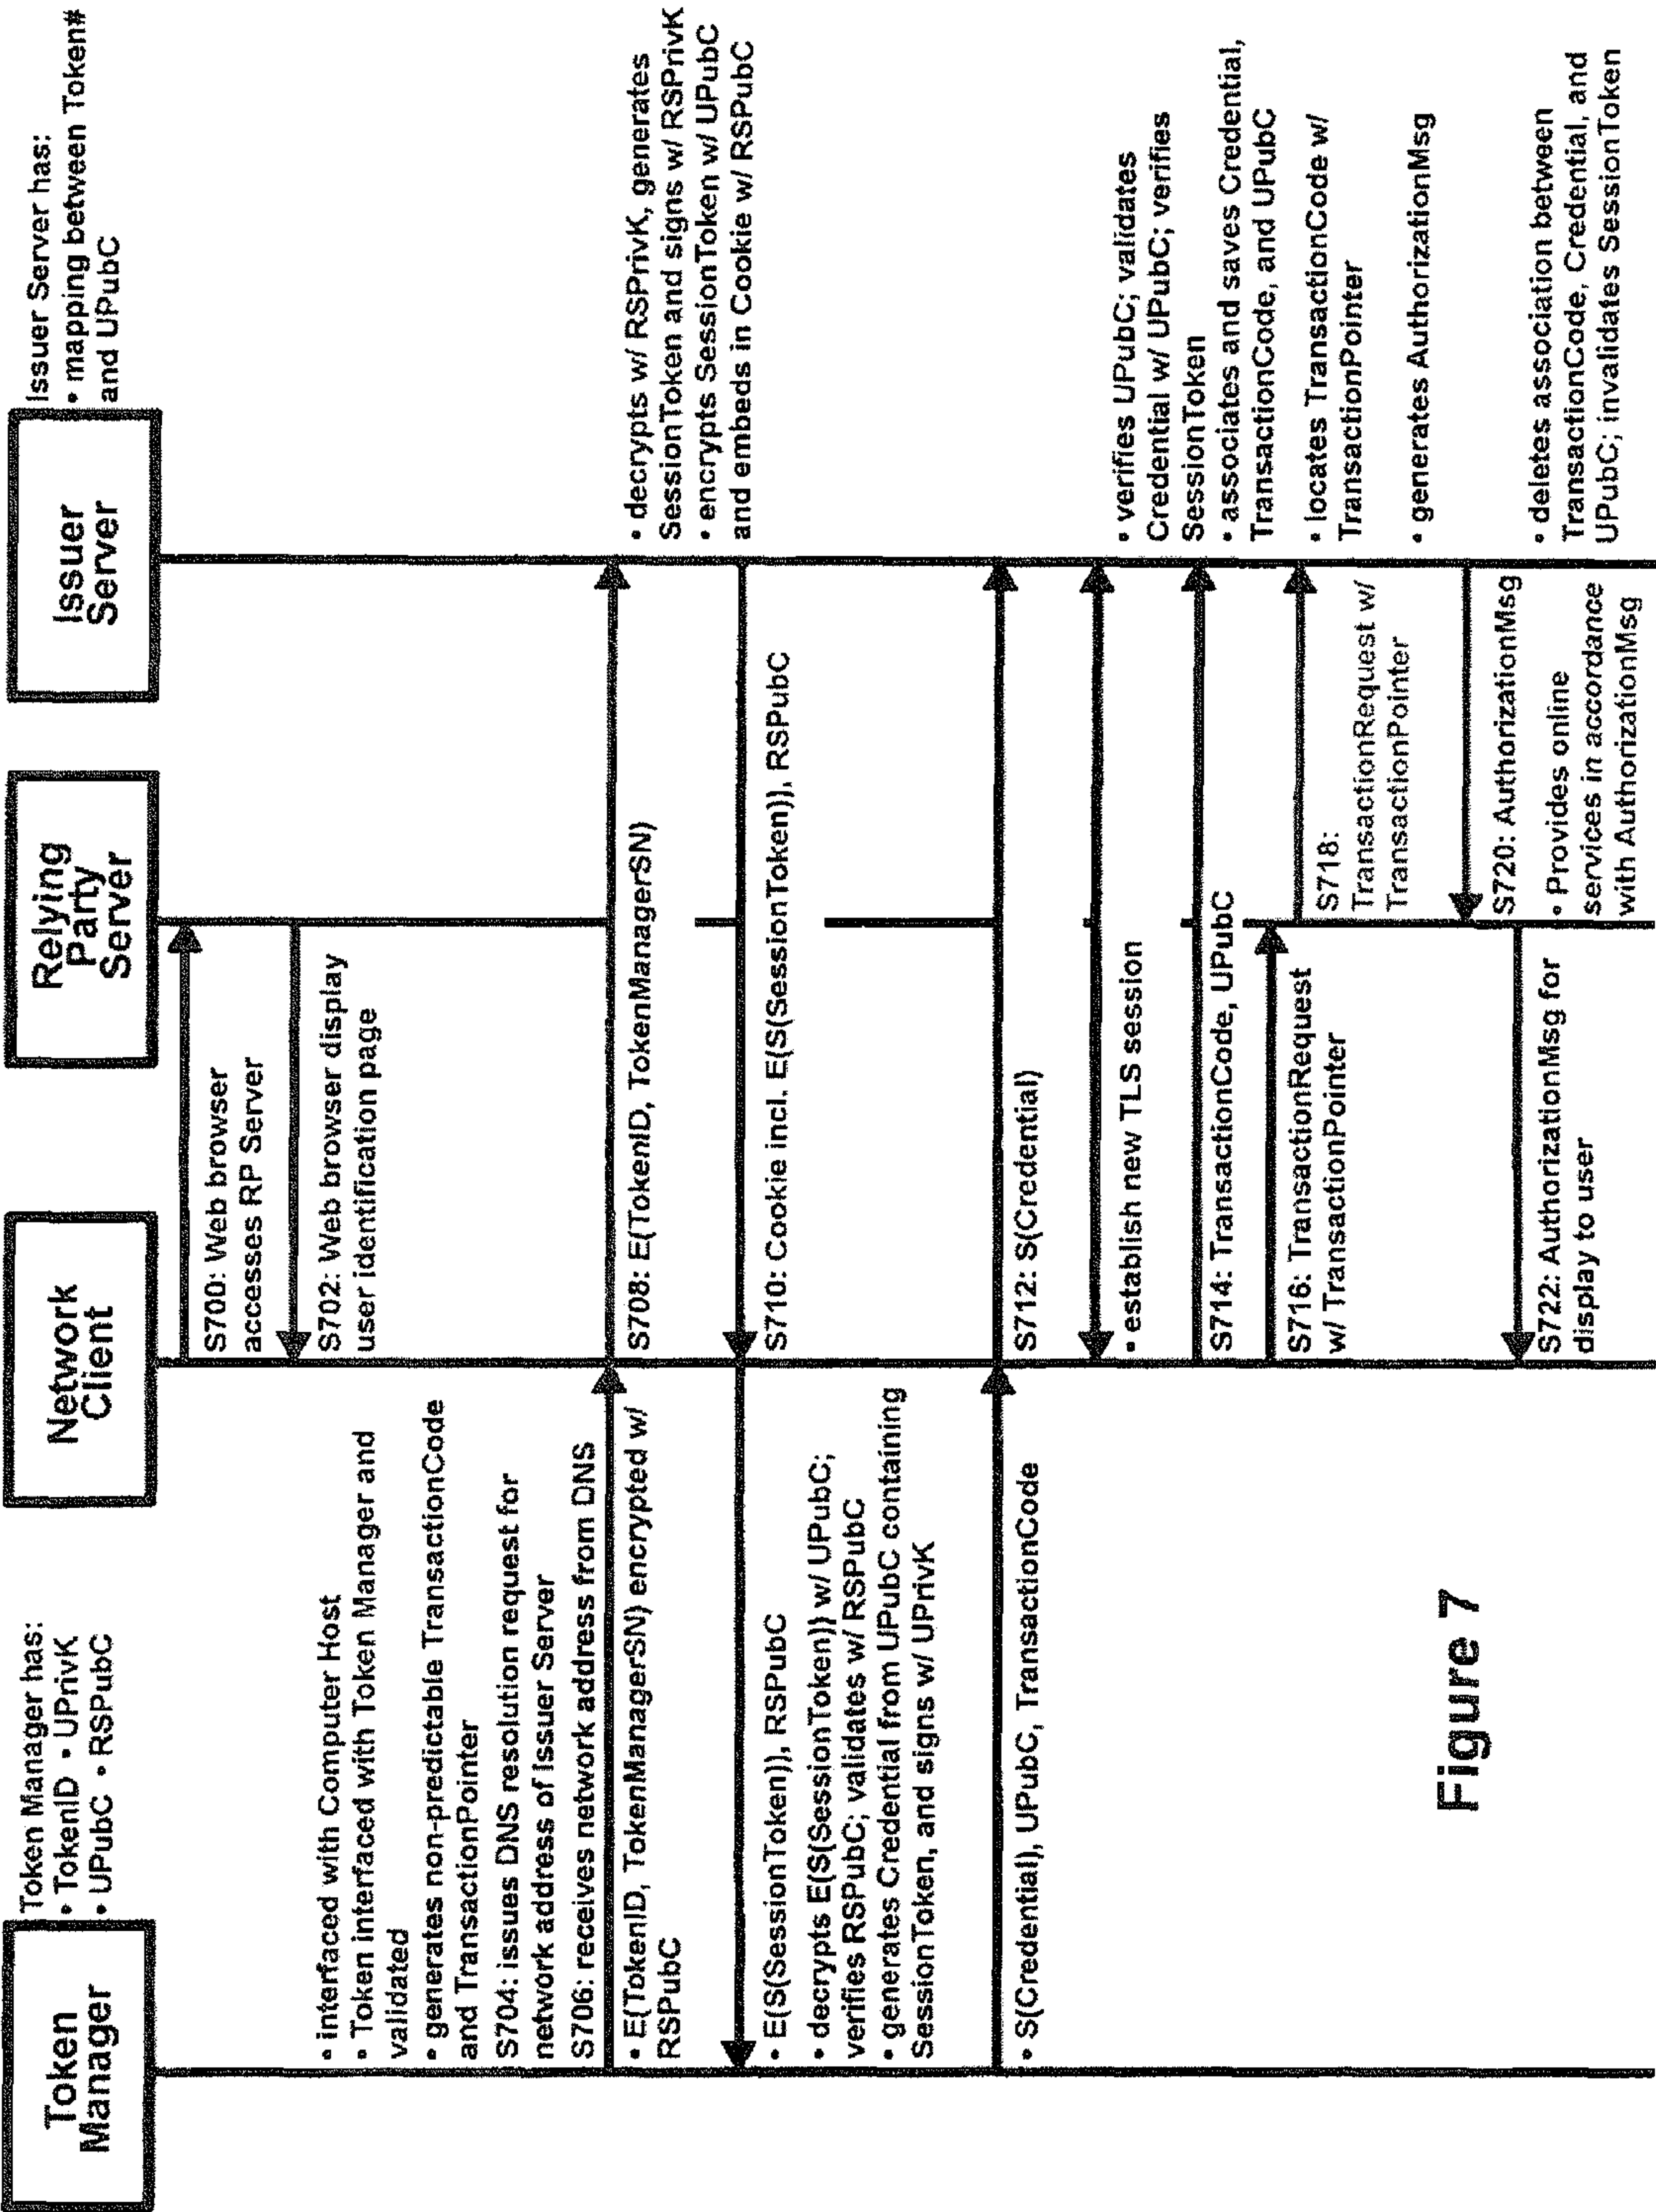 Token
Manager
Token Manager has:
• TokenID • UPrivK
• UPubC • RSPubC
Network
Client
Relying
Party
Server
Issuer
Server
Issuer Server has:
• mapping between Token#
and UPubC
S700: Web browser
accesses RP Server
S702: Web browser display
user identification page
• interfaced with Computer Host
• Token interfaced with Token Manager and
validated
• generates non-predictable TransactionCode
and TransactionPointer
S704: issues DNS resolution request for
network address of Issuer Server
S706: receives network address from DNS
• E(TokenID, TokenManagerSN) encrypted w/
RSPubC
S708: E(TokenID, TokenManagerSN)
• decrypts w/ RSPrivK, generates
SessionToken and signs w/ RSPrivK
• encrypts SessionToken w/ UPubC
and embeds in Cookie w/ RSPubC
S710: Cookie incl. E(S(SessionToken)), RSPubC
• E(S(SessionToken)), RSPubC
• decrypts E(S(SessionToken)) w/ UPubC;
verifies RSPubC; validates w/ RSPubC
• generates Credential from UPubC containing
SessionToken, and signs w/ UPrivK
• S(Credential), UPubC, TransactionCode
S712: S(Credential)
• establish new TLS session
• verifies UPubC; validates
Credential w/ UPubC; verifies
SessionToken
• associates and saves Credential,
TransactionCode, and UPubC
S714: TransactionCode, UPubC
S716: TransactionRequest
w/ TransactionPointer
S718:
TransactionRequest w/
TransactionPointer
• locates TransactionCode w/
TransactionPointer
• generates AuthorizationMsg
S720: AuthorizationMsg
• Provides online
services in accordance
with AuthorizationMsg
S722: AuthorizationMsg for
display to user
• deletes association between
TransactionCode, Credential, and
UPubC; invalidates SessionToken
Figure 7